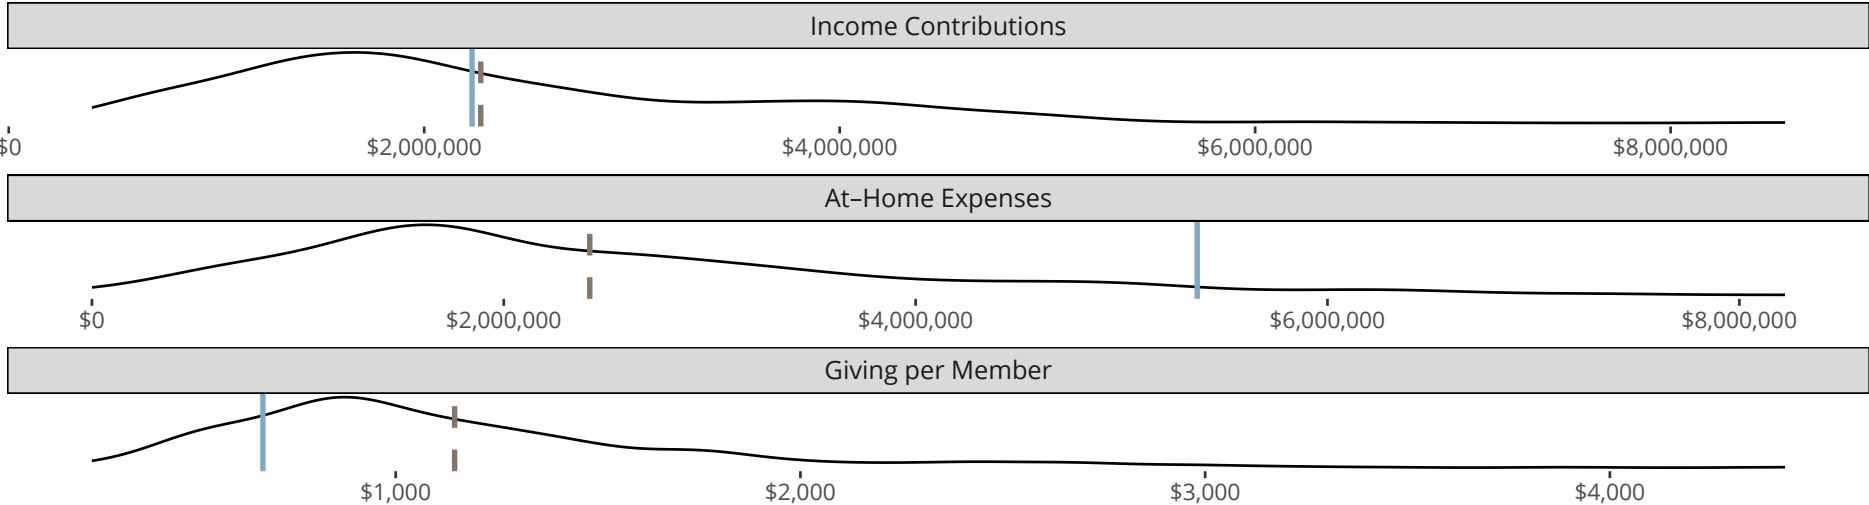 Income Contributions
$0 $2,000,000 $4,000,000 $6,000,000 $8,000,000
At–Home Expenses
$0 $2,000,000 $4,000,000 $6,000,000 $8,000,000
Giving per Member
$1,000 $2,000 $3,000 $4,000